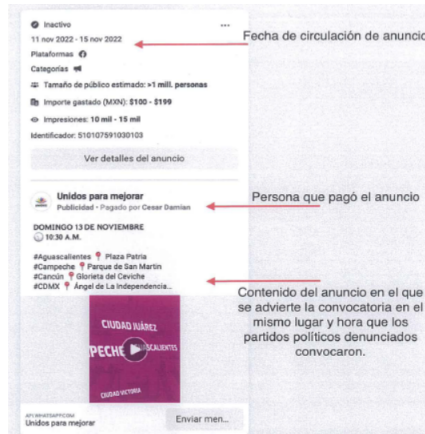 Inactivo
...
11 nov 2022 - 15 nov 2022
Fecha de circulación de anuncio
Plataformas
Categorías
Tamaño de público estimado: >1 mill. personas
Importe gastado (MXN): $100 - $199
Impresiones: 10 mil - 15 mil
Identificador: 510107591030103
Ver detalles del anuncio
Unidos para mejorar
Publicidad • Pagado por Cesar Damian
Persona que pagó el anuncio
DOMINGO 13 DE NOVIEMBRE
10:30 A.M.
#Aguascalientes 📍 Plaza Patria
#Campeche 📍 Parque de San Martin
#Cancún 📍 Glorieta del Ceviche
#CDMX 📍 Ángel de La Independencia...
Contenido del anuncio en el que
se advierte la convocatoria en el
mismo lugar y hora que los
partidos políticos denunciados
convocaron.
CIUDAD JUÁREZ
PECHE
SCALIENTES
CIUDAD VICTORIA
API.WHATSAPP.COM
Unidos para mejorar
Enviar men...